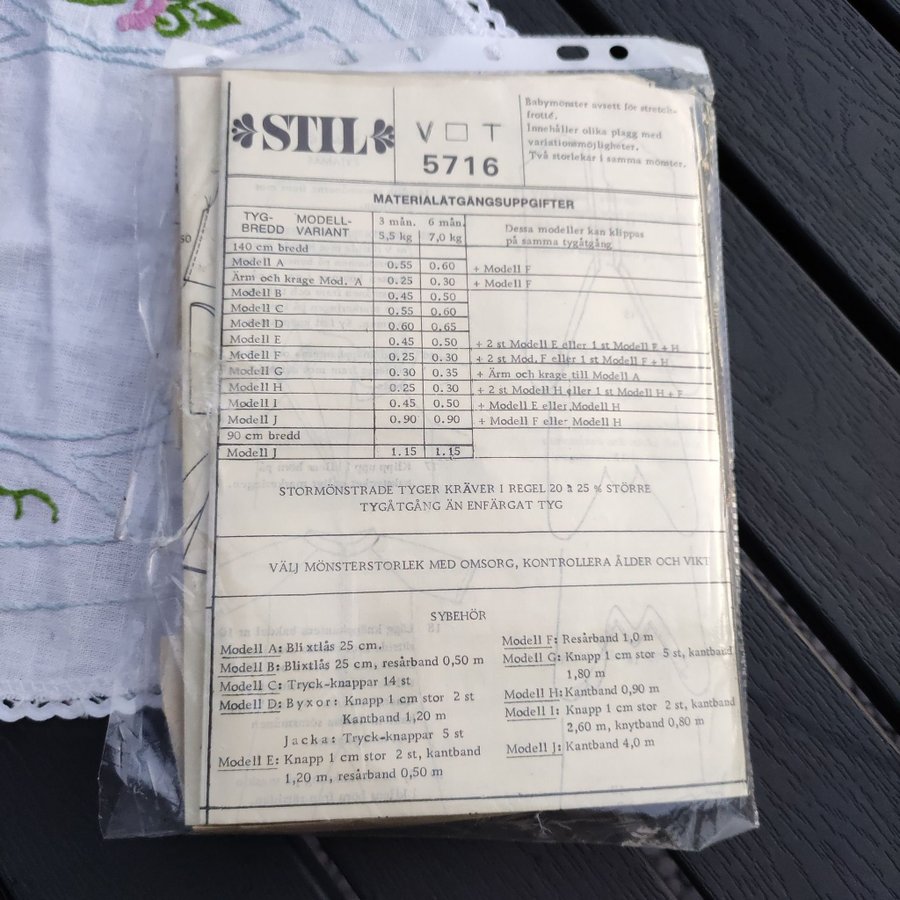 STIL
V □ T
5716
Babymönster avsett för stretch-
frotté.
Innehåller olika plagg med
variationsmöjligheter.
Två storlekar i samma mönster.
MATERIALÅTGÅNGSUPPGIFTER
TYG- MODELL- 3 mån. 6 mån. Dessa modeller kan klippas
BREDD VARIANT 5,5 kg 7,0 kg på samma tygåtgång
140 cm bredd
Modell A 0.55 0.60 + Modell F
Ärm och krage Mod. A 0.25 0.30 + Modell F
Modell B 0.45 0.50
Modell C 0.55 0.60
Modell D 0.60 0.65
Modell E 0.45 0.50 + 2 st Modell E eller 1 st Modell F + H
Modell F 0.25 0.30 + 2 st Mod. F eller 1 st Modell F + H
Modell G 0.30 0.35 + Ärm och krage till Modell A
Modell H 0.25 0.30 + 2 st Modell H eller 1 st Modell H + F
Modell I 0.45 0.50 + Modell E eller Modell H
Modell J 0.90 0.90 + Modell F eller Modell H
90 cm bredd
Modell J 1.15 1.15
STORMÖNSTRADE TYGER KRÄVER I REGEL 20 à 25 % STÖRRE
TYGÅTGÅNG ÄN ENFÄRGAT TYG
VÄLJ MÖNSTERSTORLEK MED OMSORG, KONTROLLERA ÅLDER OCH VIKT
SYBEHÖR
Modell A: Blixtlås 25 cm.
Modell B: Blixtlås 25 cm, resårband 0,50 m
Modell C: Tryck-knappar 14 st
Modell D: Byxor: Knapp 1 cm stor 2 st
Kantband 1,20 m
Jacka: Tryck-knappar 5 st
Modell E: Knapp 1 cm stor 2 st, kantband
1,20 m, resårband 0,50 m
Modell F: Resårband 1,0 m
Modell G: Knapp 1 cm stor 5 st, kantband
1,80 m
Modell H: Kantband 0,90 m
Modell I: Knapp 1 cm stor 2 st, kantband
2,60 m, knytband 0,80 m
Modell J: Kantband 4,0 m